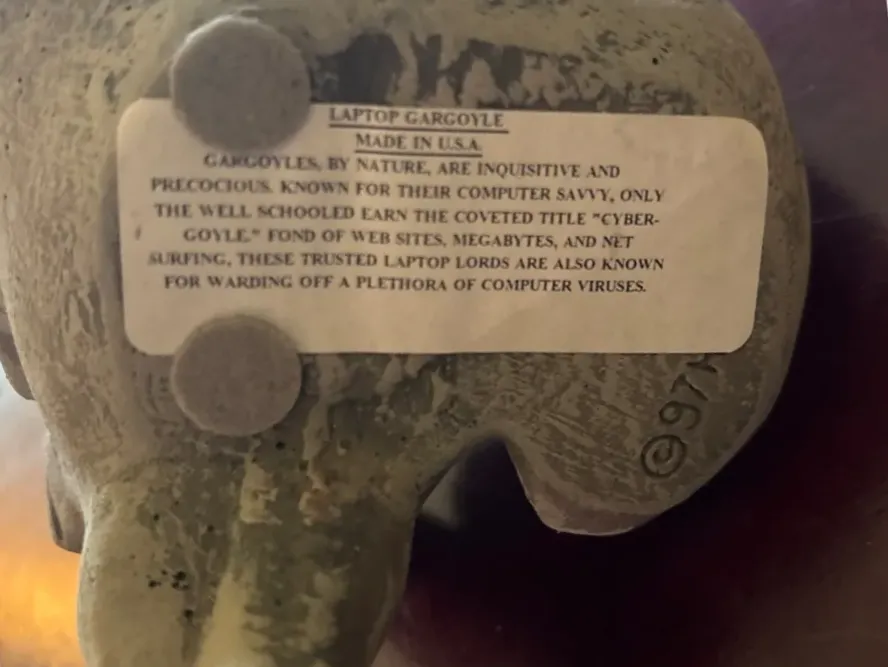 LAPTOP GARGOYLE
MADE IN U.S.A.
GARGOYLES, BY NATURE, ARE INQUISITIVE AND
PRECOCIOUS. KNOWN FOR THEIR COMPUTER SAVVY, ONLY
THE WELL SCHOOLED EARN THE COVETED TITLE "CYBER-
GOYLE." FOND OF WEB SITES, MEGABYTES, AND NET
SURFING, THESE TRUSTED LAPTOP LORDS ARE ALSO KNOWN
FOR WARDING OFF A PLETHORA OF COMPUTER VIRUSES.
©97